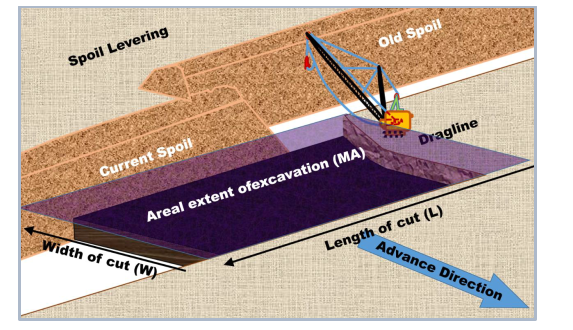 Spoil Levering
Old Spoil
Dragline
Current Spoil
Areal extent ofexcavation (MA)
Length of cut (L)
Width of cut (W)
Advance Direction